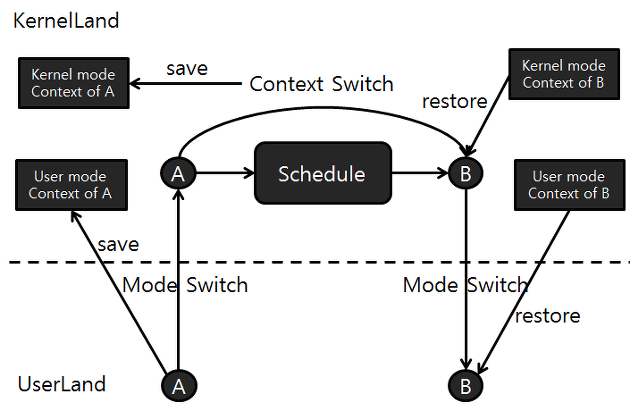 KernelLand
Kernel mode
Context of A
save
Context Switch
Kernel mode
Context of B
restore
User mode
Context of A
A
Schedule
B
User mode
Context of B
save
Mode Switch
Mode Switch
restore
UserLand
A
B